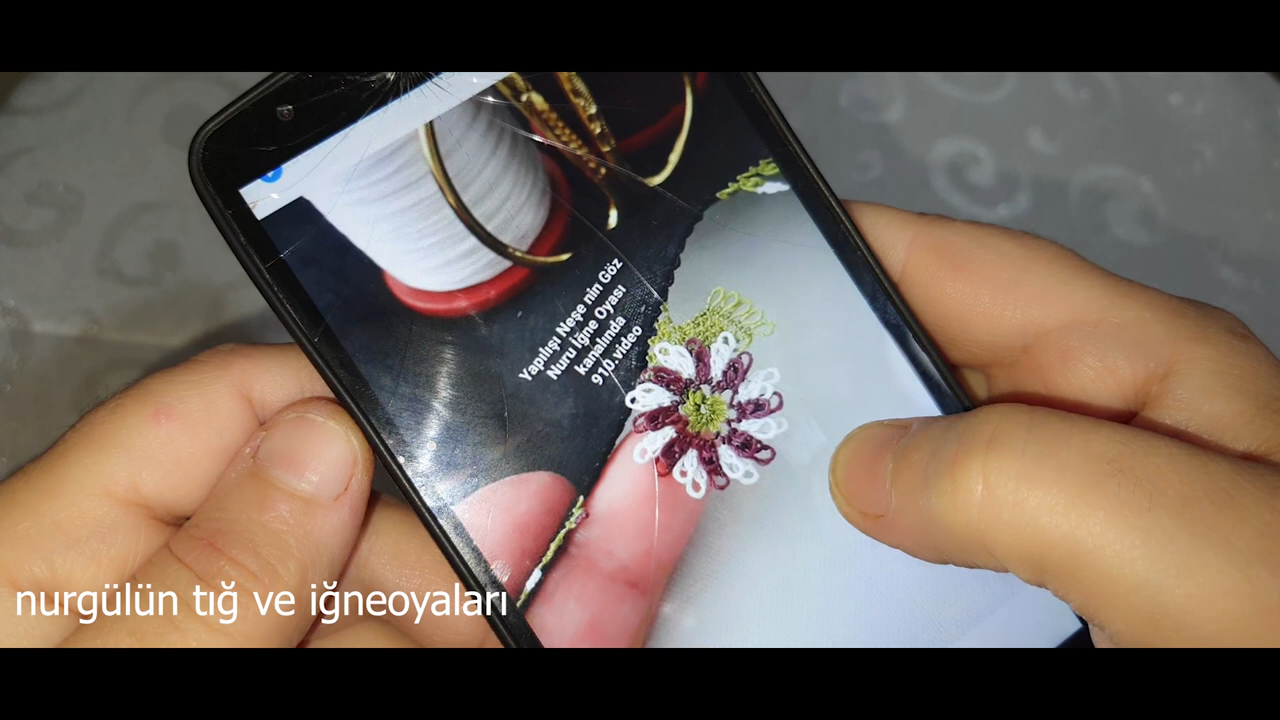 Yapılışı Neşe nin Göz
Nuru İğne Oyası
kanalında
910.video
nurgülün tığ ve iğneoyaları